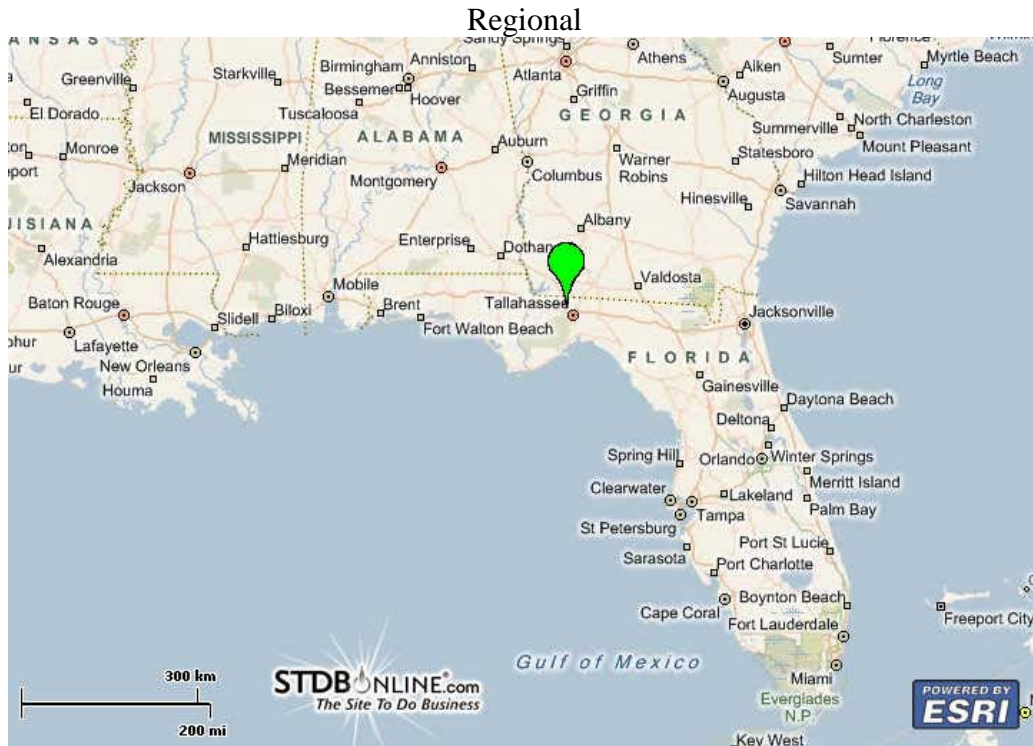 Regional
ANSAS
Sandy Springs
Florence
Greenville
Starkville
Birmingham
Anniston
Atlanta
Athens
Aiken
Sumter
Myrtle Beach
Long
Bay
El Dorado
Bessemer
Hoover
Tuscaloosa
Griffin
Augusta
GEORGIA
MISSISSIPPI
ALABAMA
Summerville
North Charleston
Mount Pleasant
Monroe
Meridian
Auburn
Warner
Robins
Statesboro
Jackson
Montgomery
Columbus
Hilton Head Island
Hinesville
Savannah
UISIANA
Albany
Alexandria
Hattiesburg
Enterprise
Dothan
Valdosta
Mobile
Baton Rouge
Slidell
Biloxi
Brent
Tallahassee
Jacksonville
Fort Walton Beach
Lafayette
New Orleans
Houma
FLORIDA
Gainesville
Daytona Beach
Deltona
Spring Hill
Orlando
Winter Springs
Merritt Island
Clearwater
Lakeland
Palm Bay
Tampa
St Petersburg
Port St Lucie
Sarasota
Port Charlotte
Boynton Beach
Cape Coral
Fort Lauderdale
Freeport City
Gulf of Mexico
Miami
Everglades
N.P.
Key West
300 km
200 mi
STDBONLINE.com
The Site To Do Business
POWERED BY
ESRI